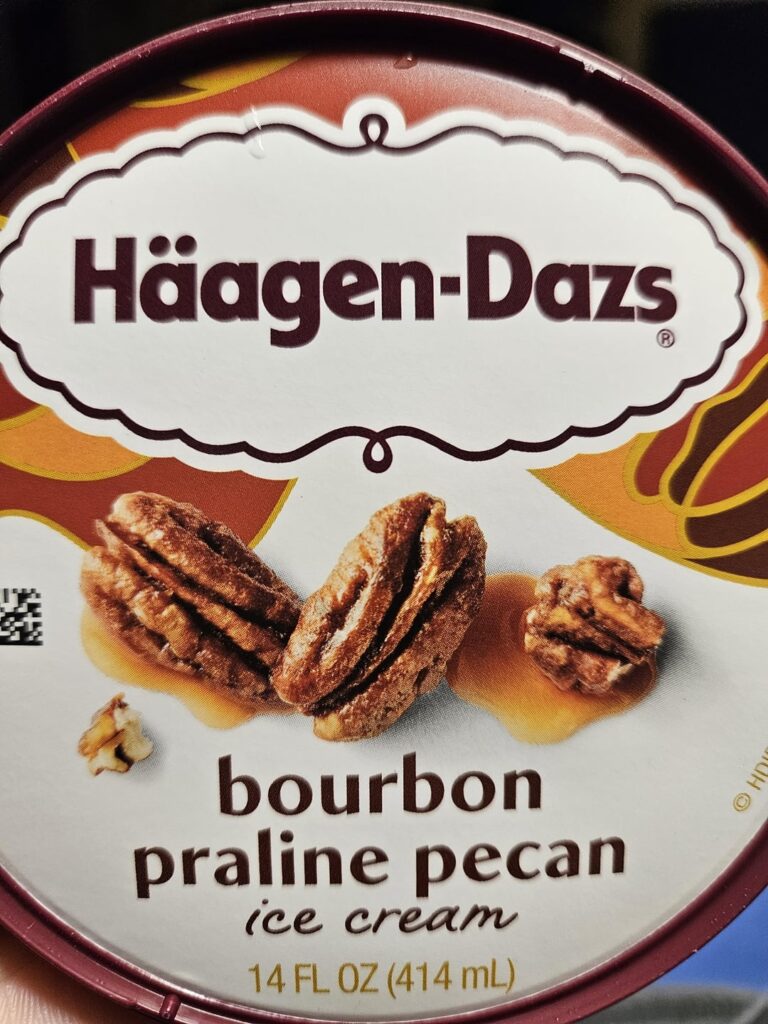 Häagen-Dazs®
bourbon
praline pecan
ice cream
14 FL OZ (414 mL)
©